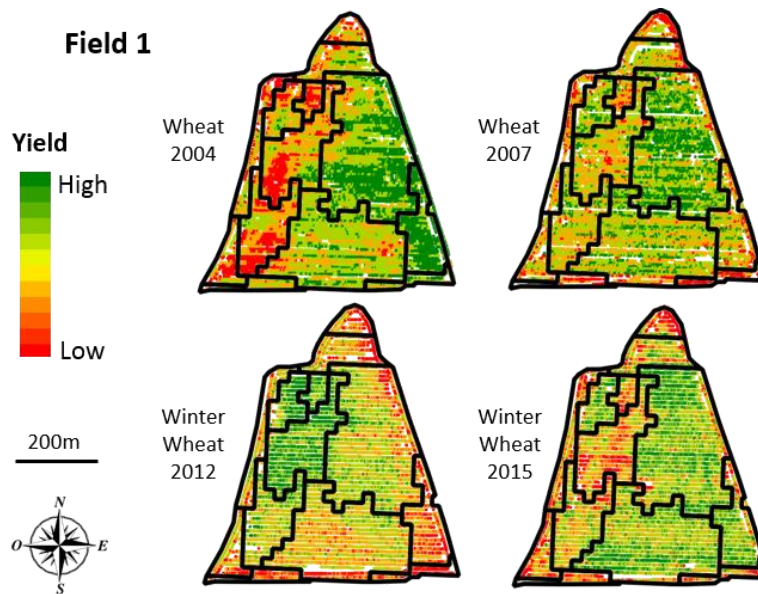 Field 1
Yield
High
Low
200m
N
O
E
S
Wheat
2004
Wheat
2007
Winter
Wheat
2012
Winter
Wheat
2015